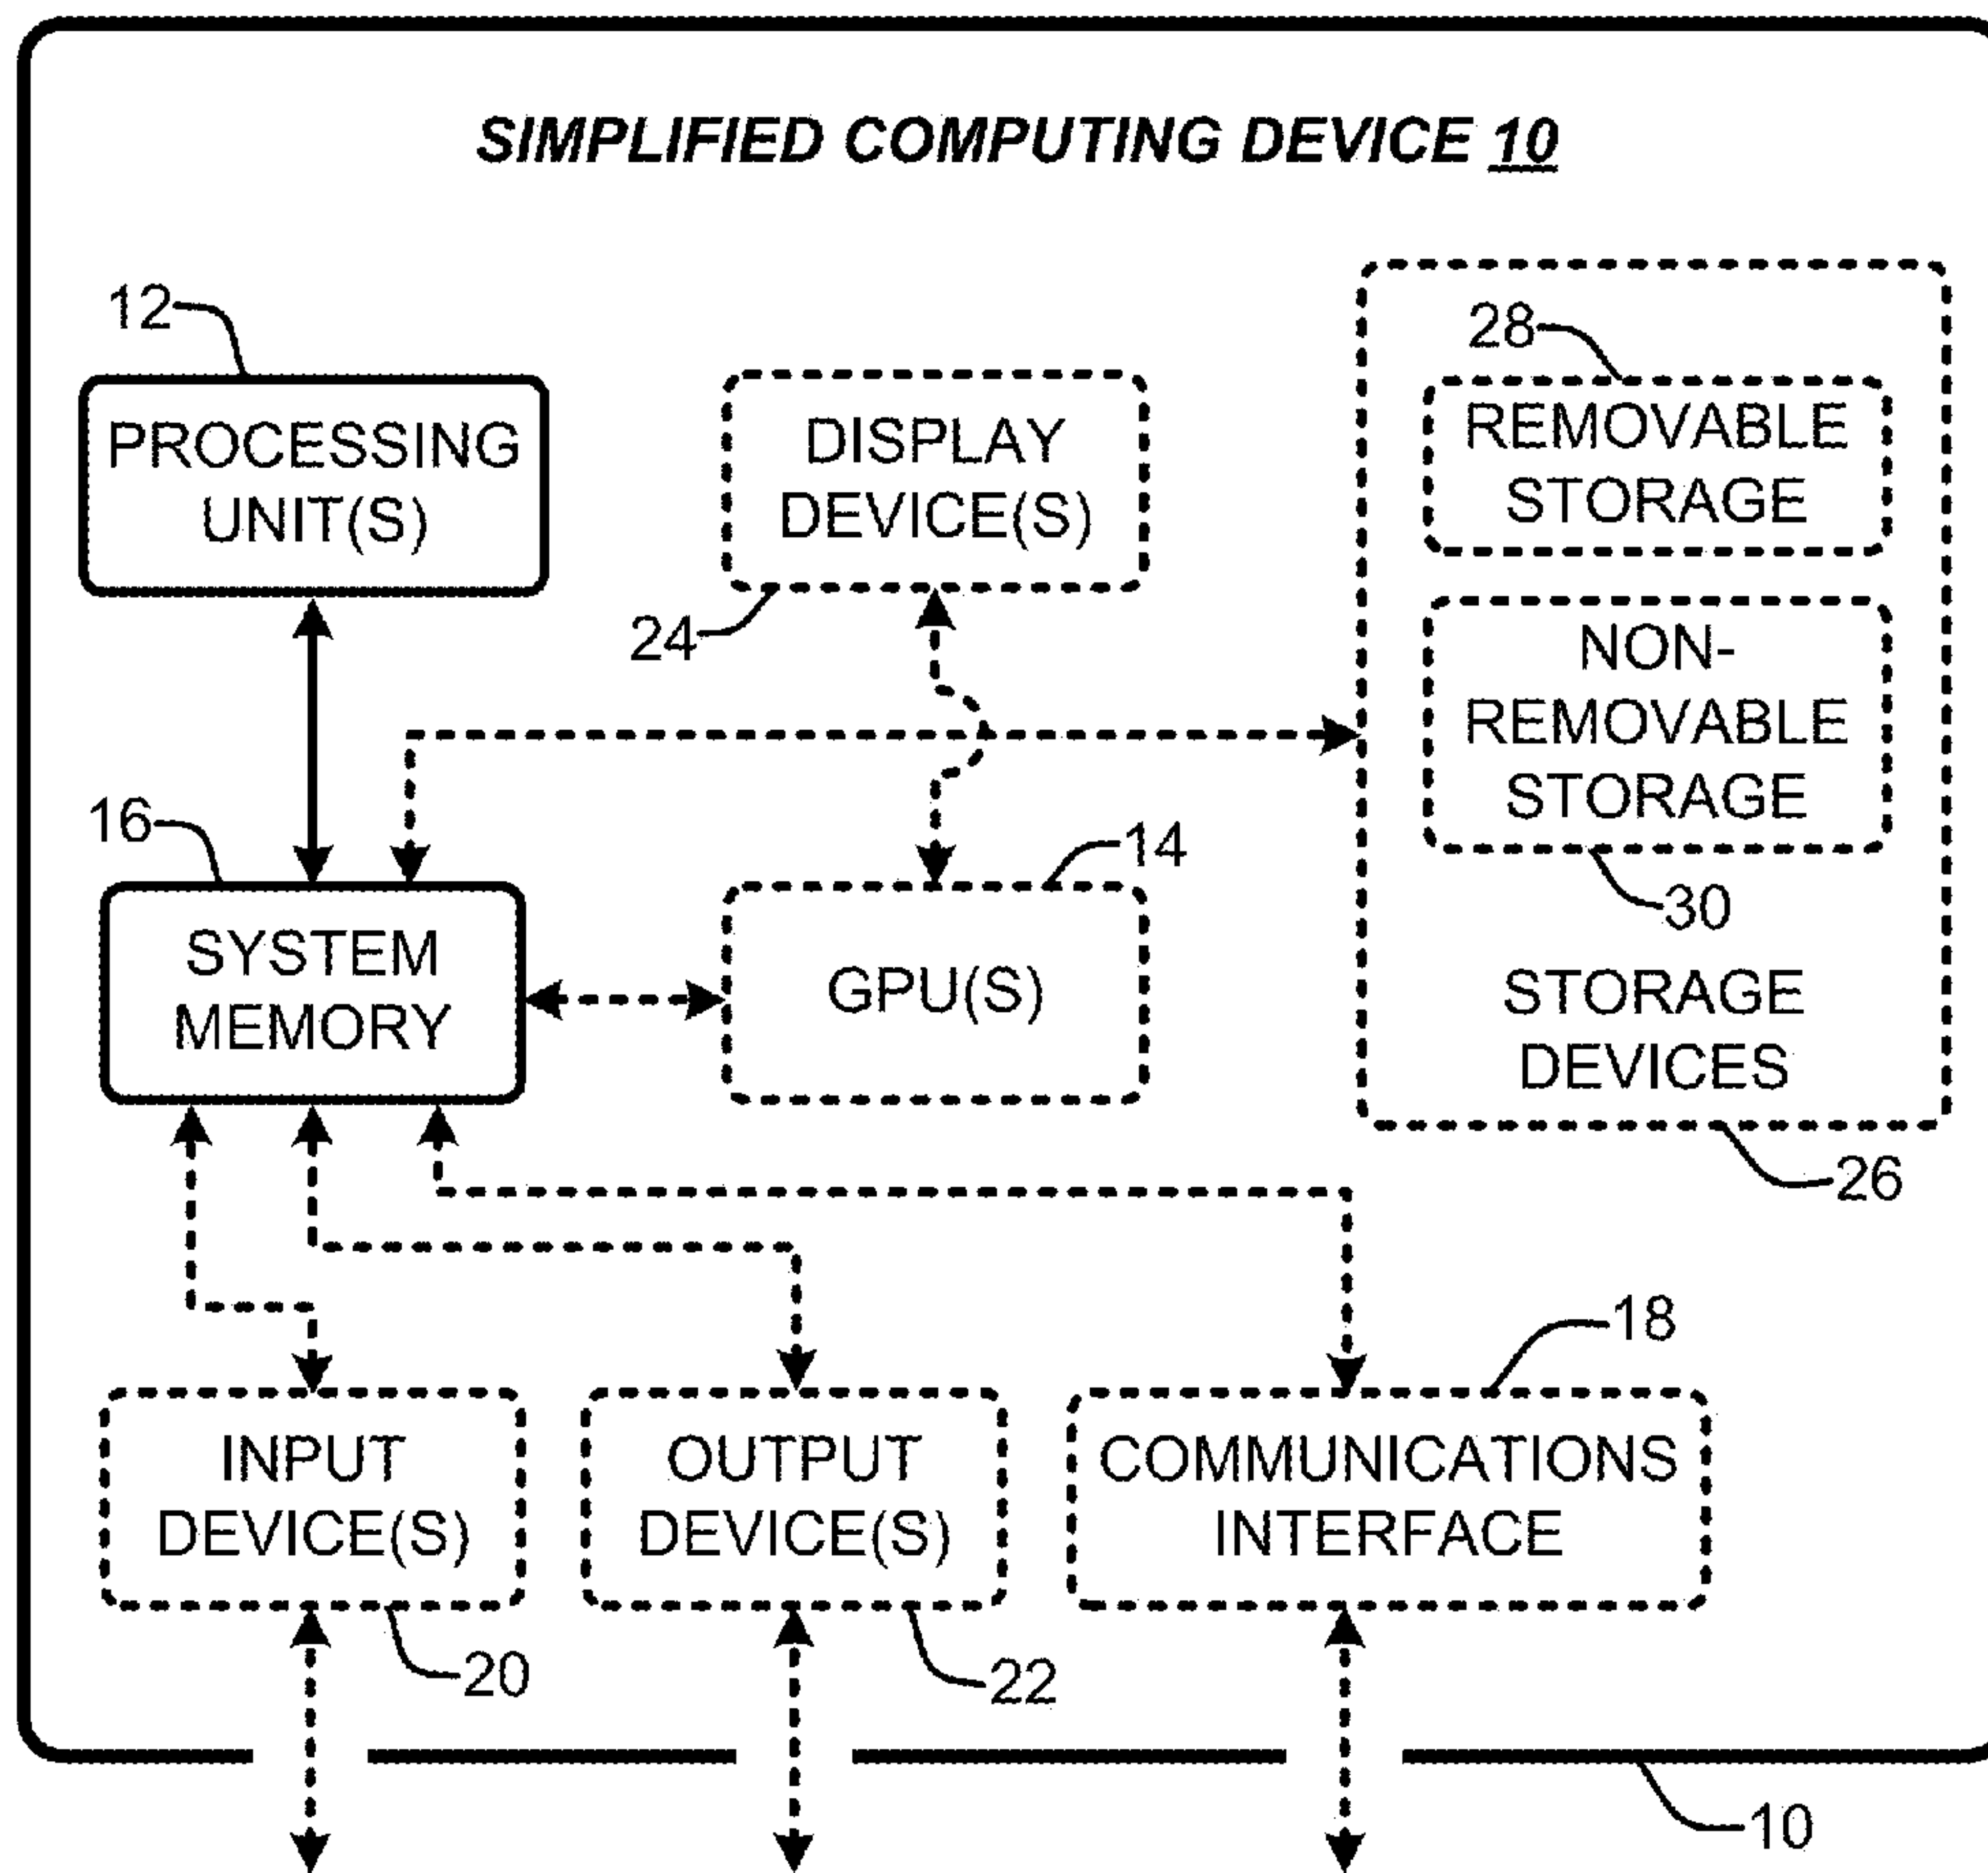 SIMPLIFIED COMPUTING DEVICE 10
12
PROCESSING
UNIT(S)
DISPLAY
DEVICE(S)
24
28
REMOVABLE
STORAGE
NON-
REMOVABLE
STORAGE
30
STORAGE
DEVICES
26
16
SYSTEM
MEMORY
14
GPU(S)
18
INPUT
DEVICE(S)
20
OUTPUT
DEVICE(S)
22
COMMUNICATIONS
INTERFACE
10